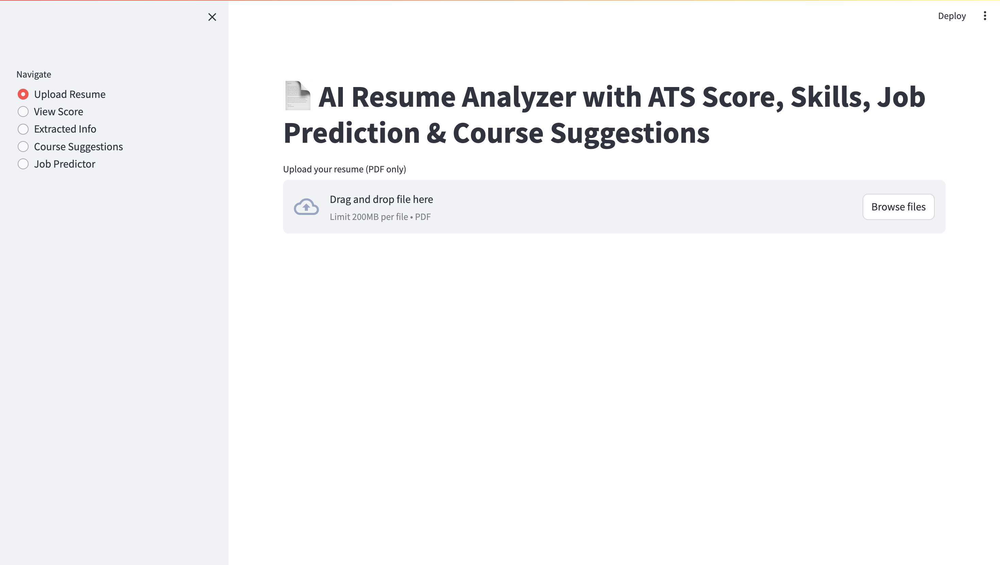 Deploy
Navigate
Upload Resume
View Score
Extracted Info
Course Suggestions
Job Predictor
AI Resume Analyzer with ATS Score, Skills, Job
Prediction & Course Suggestions
Upload your resume (PDF only)
Drag and drop file here
Limit 200MB per file • PDF
Browse files